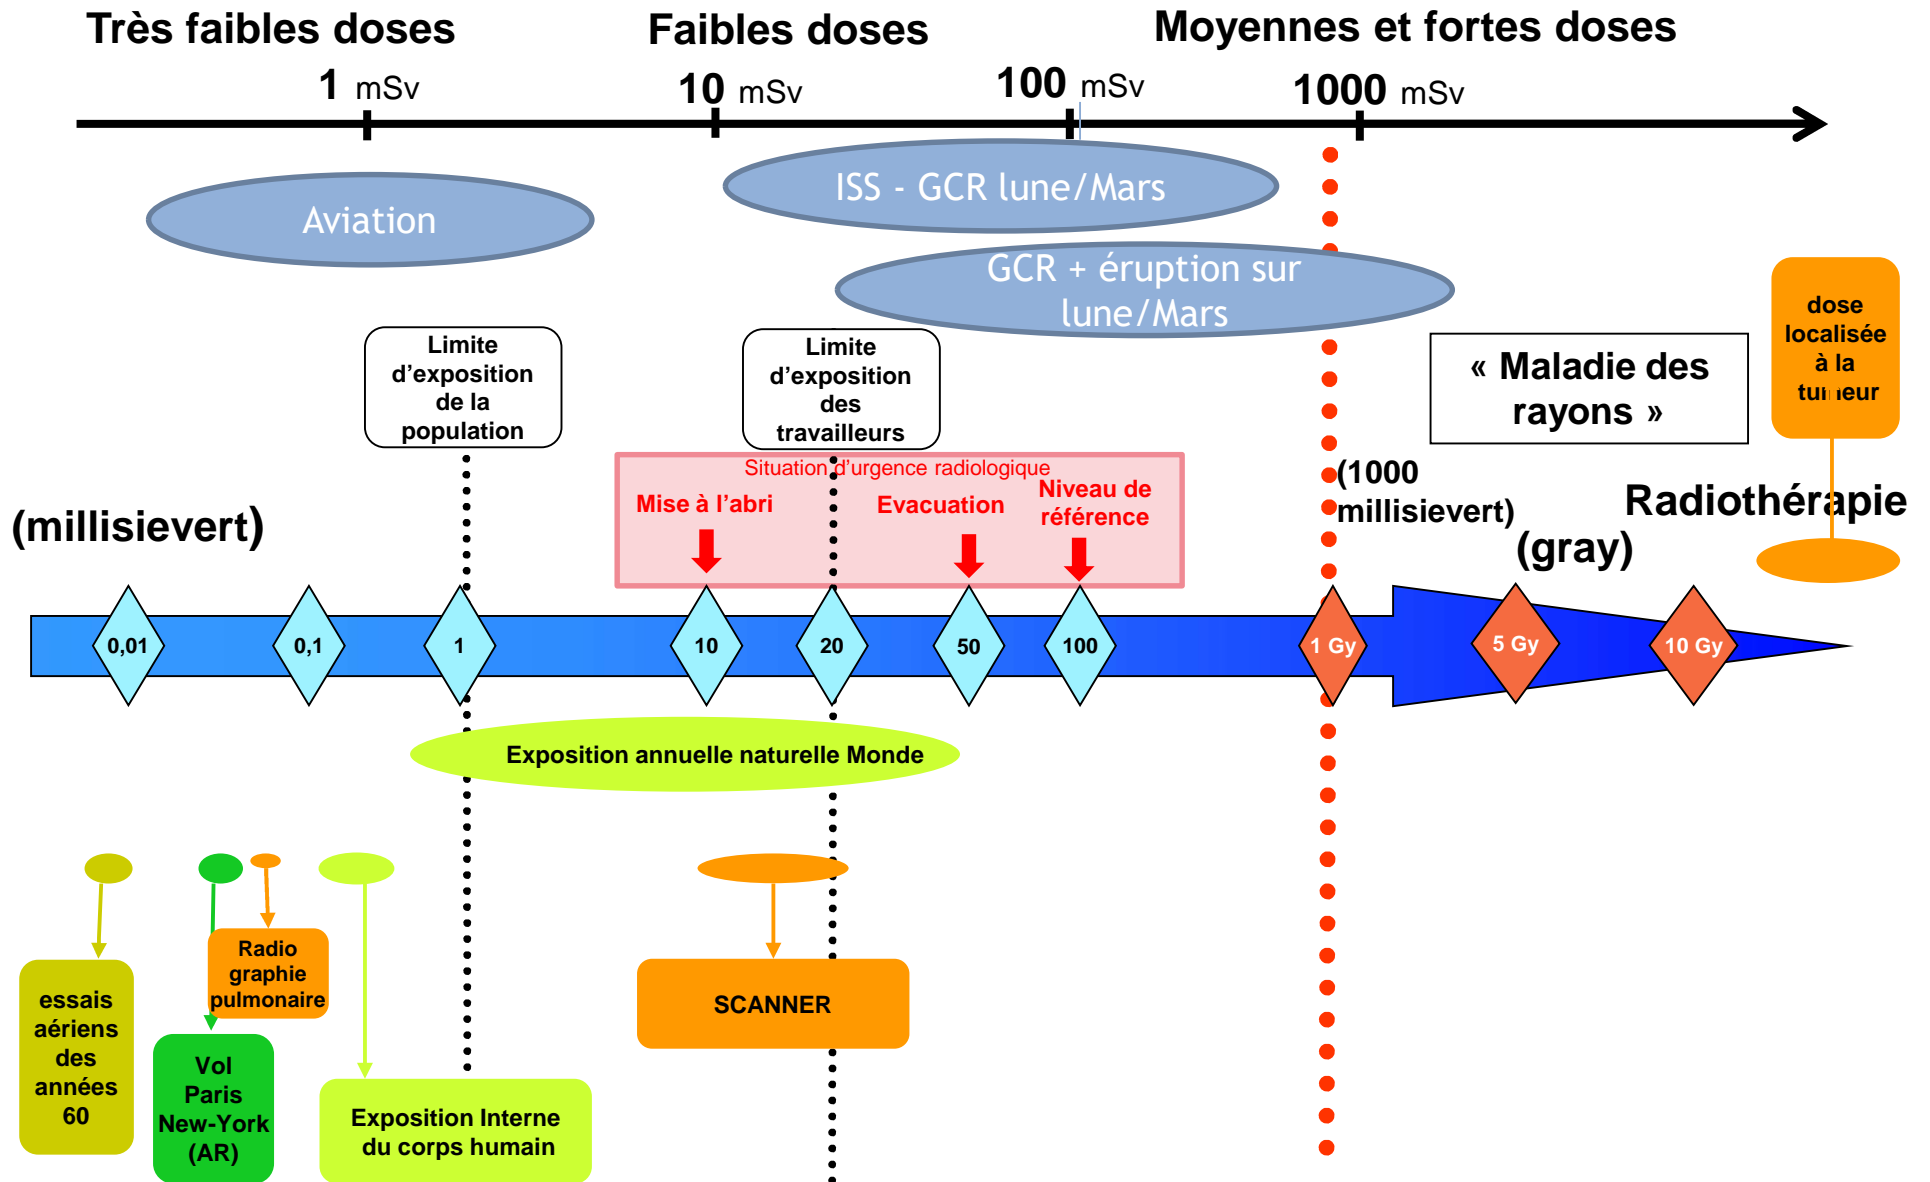 Très faibles doses
Faibles doses
Moyennes et fortes doses
1 mSv
10 mSv
100 mSv
1000 mSv
Aviation
ISS - GCR lune/Mars
GCR + éruption sur
lune/Mars
Limite
d'exposition
de la
population
Limite
d'exposition
des
travailleurs
« Maladie des
rayons »
dose
localisée
à la
tumeur
Situation d'urgence radiologique
Mise à l'abri
Evacuation
Niveau de
référence
(millisievert)
(1000
millisievert)
(gray)
Radiothérapie
0,01
0,1
1
10
20
50
100
1 Gy
5 Gy
10 Gy
Exposition annuelle naturelle Monde
essais
aériens
des
années
60
Vol
Paris
New-York
(AR)
Radio
graphie
pulmonaire
Exposition Interne
du corps humain
SCANNER